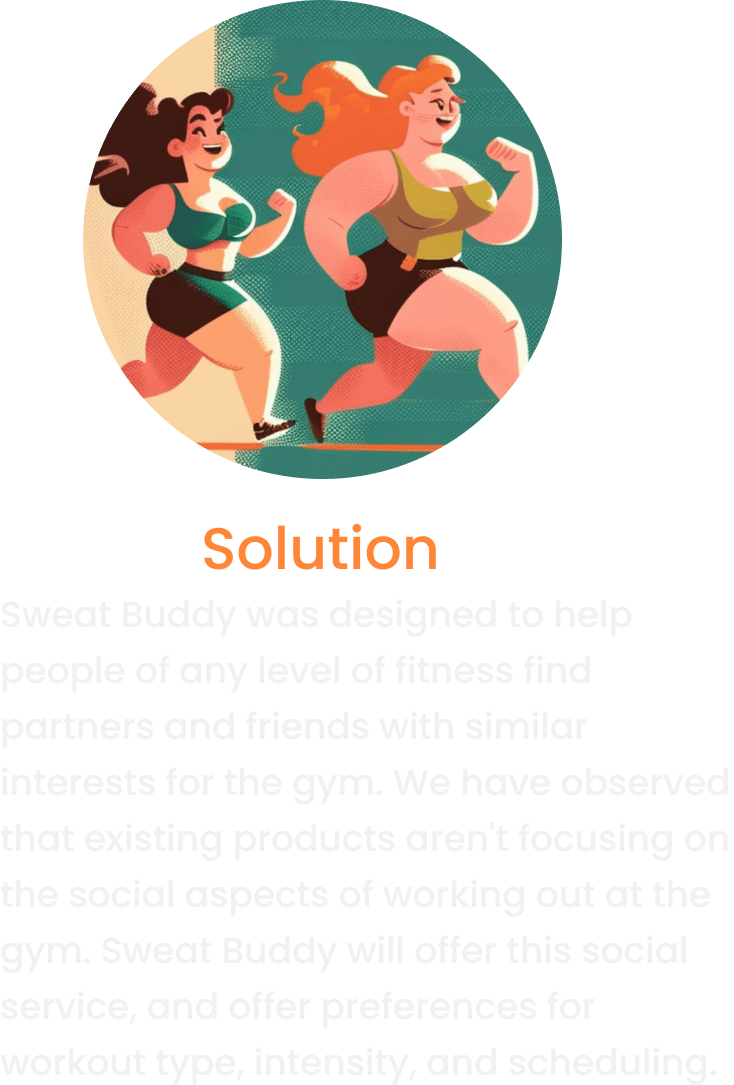 Solution
Sweat Buddy was designed to help
people of any level of fitness find
partners and friends with similar
interests for the gym. We have observed
that existing products aren't focusing on
the social aspects of working out at the
gym. Sweat Buddy will offer this social
service, and offer preferences for
workout type, intensity, and scheduling.